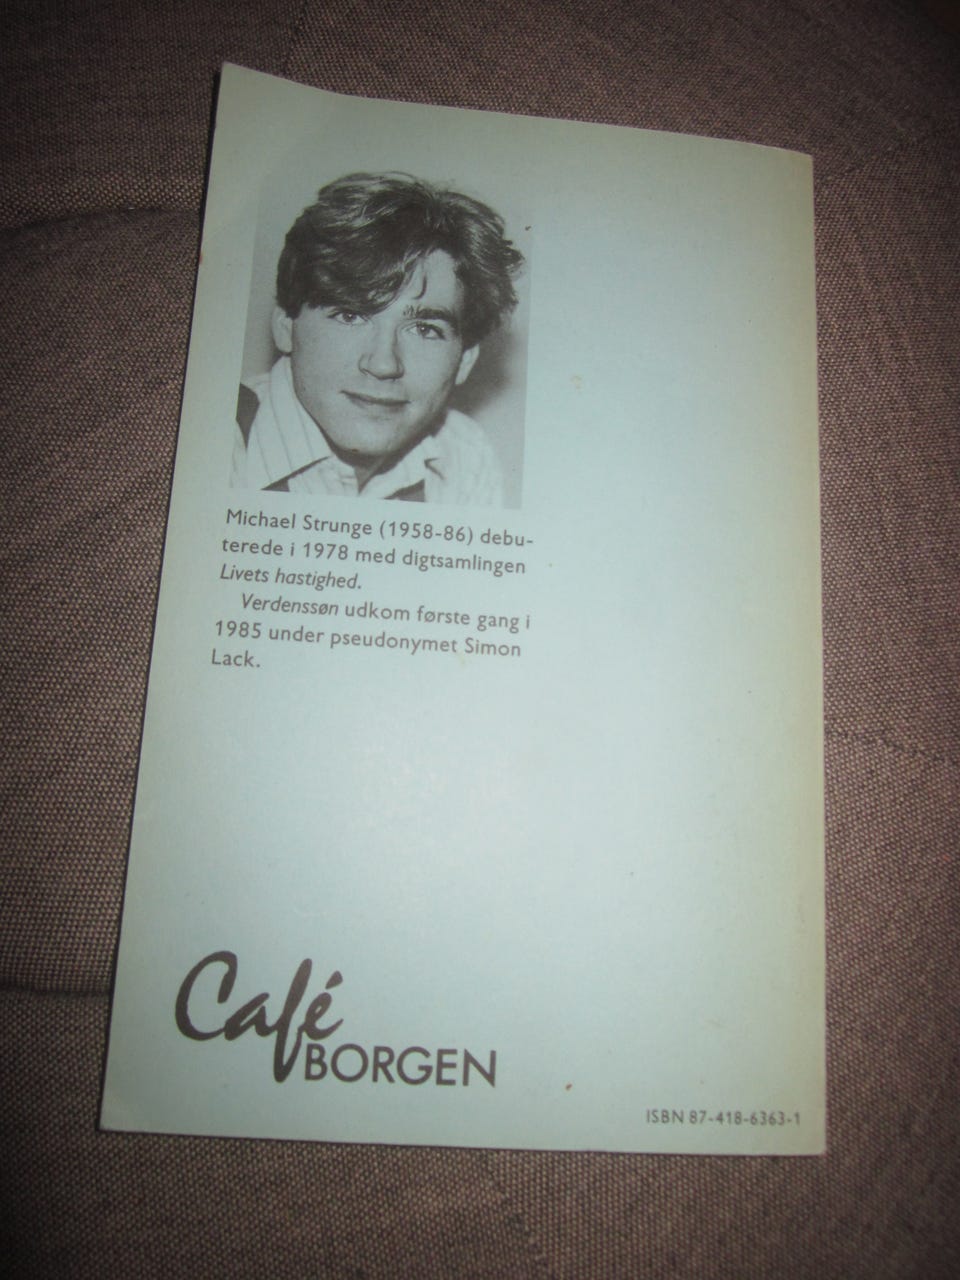 Michael Strunge (1958-86) debu-
terede i 1978 med digtsamlingen
Livets hastighed.
Verdenssøn udkom første gang i
1985 under pseudonymet Simon
Lack.
Café
BORGEN
ISBN 87-418-6363-1